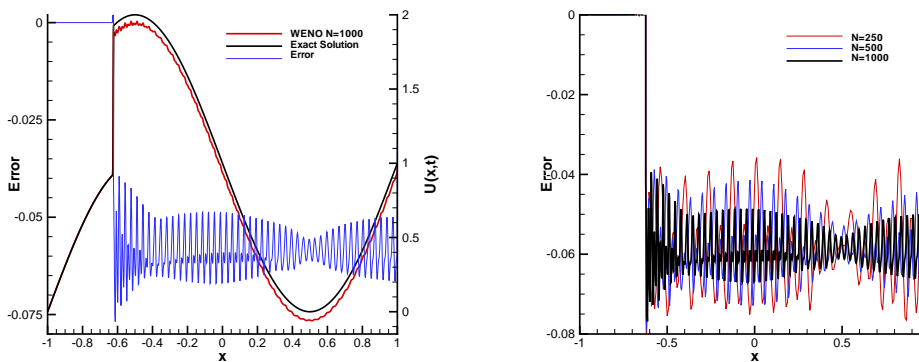 0
-0.025
-0.05
-0.075
Error
-1
-0.8
-0.6
-0.4
-0.2
0
0.2
0.4
0.6
0.8
1
x
2
1.5
1
0.5
0
U(x,t)
WENO N=1000
Exact Solution
Error
0
-0.02
-0.04
-0.06
-0.08
Error
-1
-0.5
0
0.5
x
N=250
N=500
N=1000